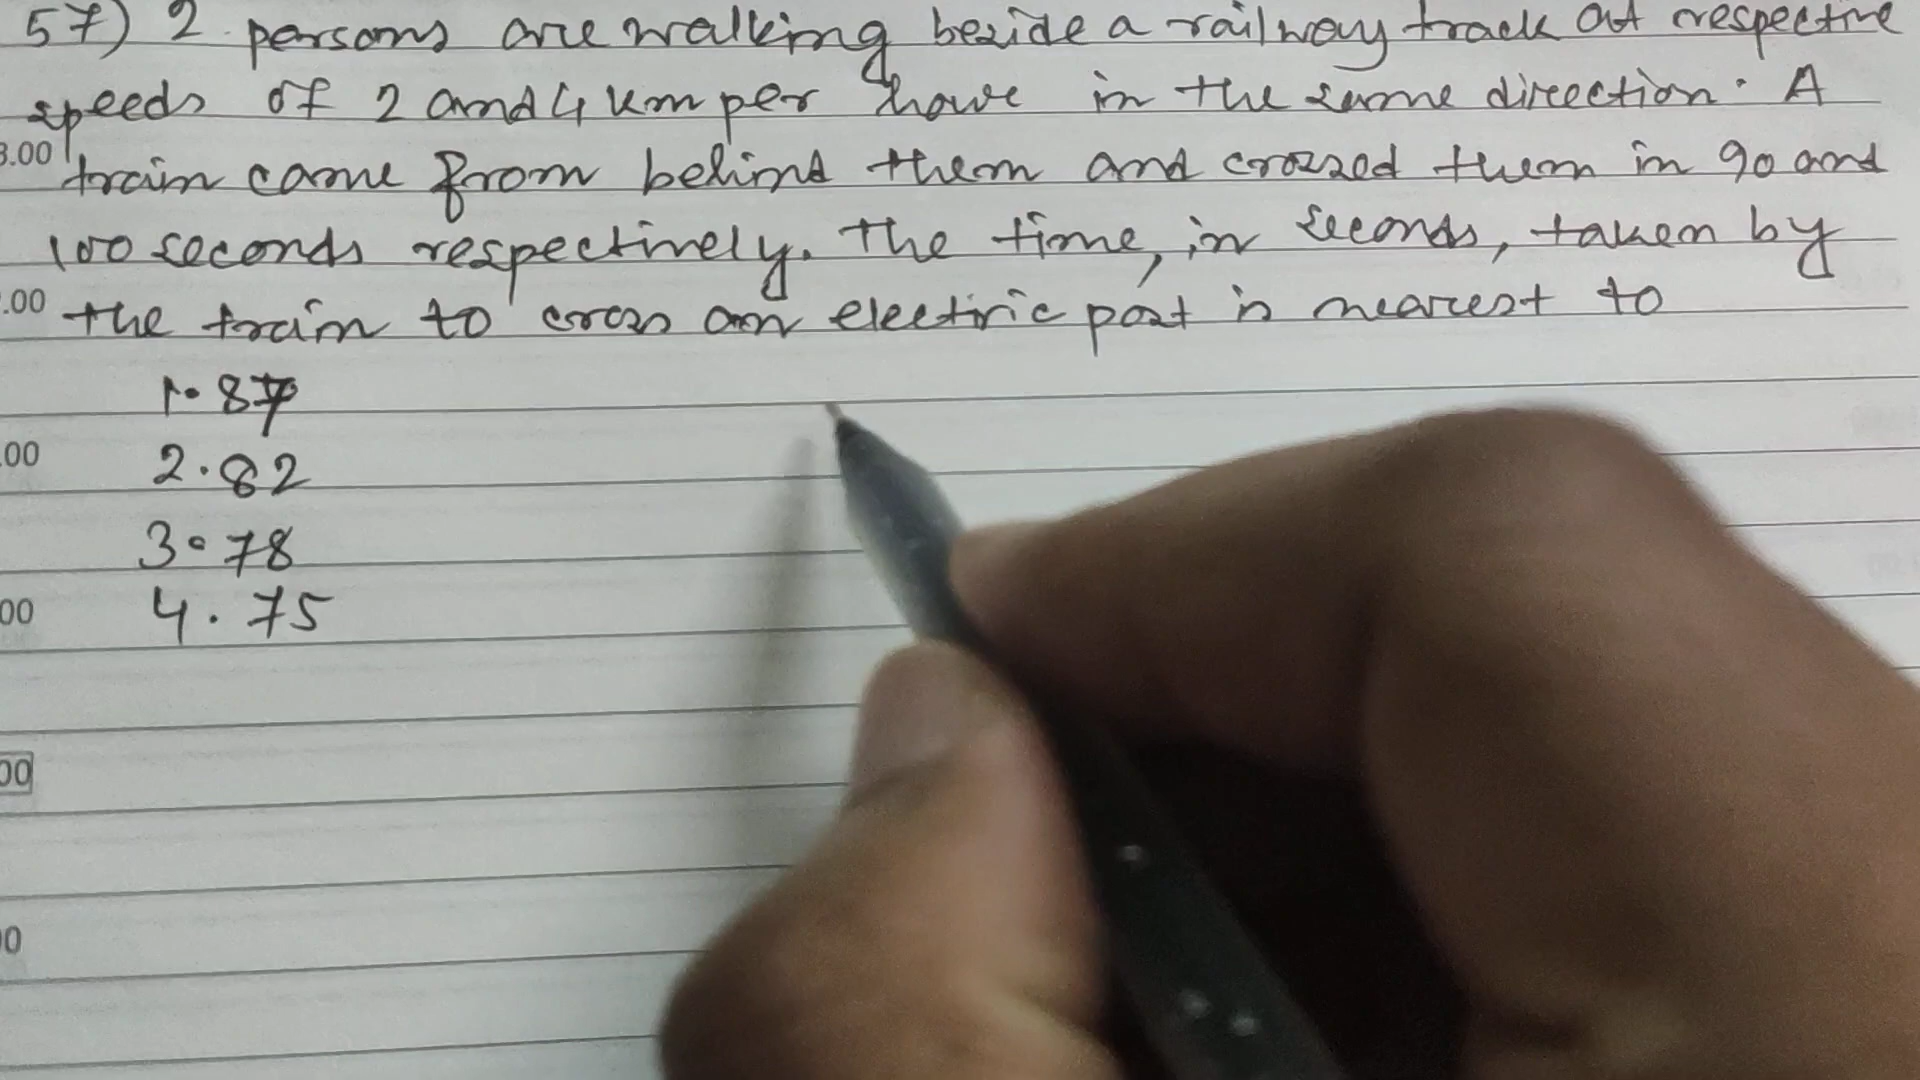 57) 2 persons are walking beside a railway track at respective
speeds of 2 and 4 km per hour in the same direction. A
3.00 train came from behind them and crossed them in 90 and
100 seconds respectively. The time, in seconds, taken by
.00 the train to cross an electric post is nearest to
1. 87
.00 2. 82
3. 78
00 4. 75
00
0